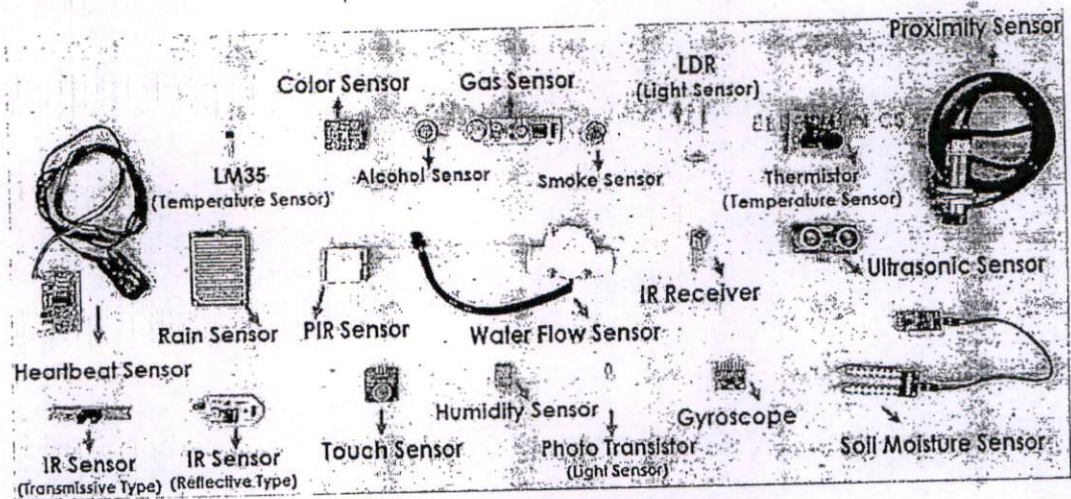 Proximity Sensor
Color Sensor
Gas Sensor
LDR
(Light Sensor)
LM35
(Temperature Sensor)
Alcohol Sensor
Smoke Sensor
Thermistor
(Temperature Sensor)
Ultrasonic Sensor
IR Receiver
Rain Sensor
PIR Sensor
Water Flow Sensor
Heartbeat Sensor
Humidity Sensor
Gyroscope
Touch Sensor
Photo Transistor
(Light Sensor)
Soil Moisture Sensor
IR Sensor
(Transmissive Type)
IR Sensor
(Reflective Type)